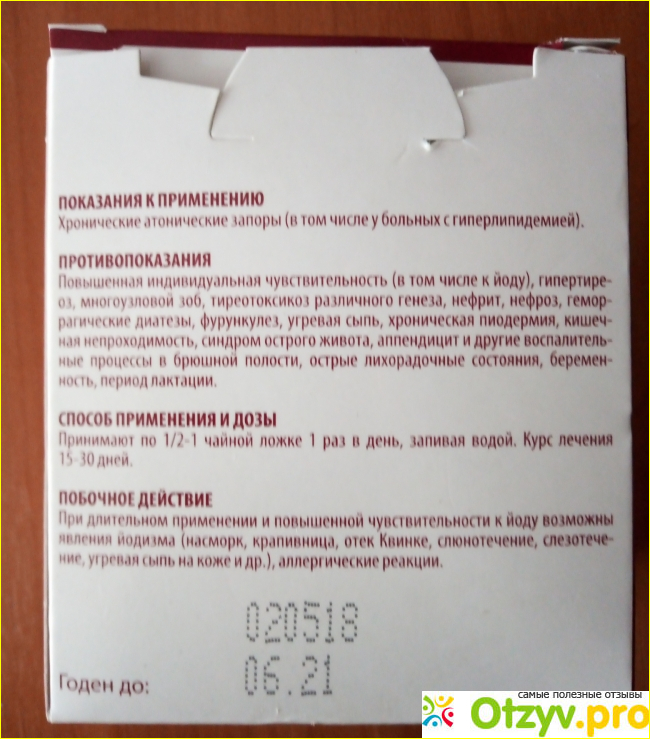 ПОКАЗАНИЯ К ПРИМЕНЕНИЮ
Хронические атонические запоры (в том числе у больных с гиперлипидемией).
ПРОТИВОПОКАЗАНИЯ
Повышенная индивидуальная чувствительность (в том числе к йоду), гипертире-
оз, многоузловой зоб, тиреотоксикоз различного генеза, нефрит, нефроз, гемор-
рагические диатезы, фурункулез, угревая сыпь, хроническая пиодермия, кишеч-
ная непроходимость, синдром острого живота, аппендицит и другие воспалитель-
ные процессы в брюшной полости, острые лихорадочные состояния, беремен-
ность, период лактации.
СПОСОБ ПРИМЕНЕНИЯ И ДОЗЫ
Принимают по 1/2-1 чайной ложке 1 раз в день, запивая водой. Курс лечения
15-30 дней.
ПОБОЧНОЕ ДЕЙСТВИЕ
При длительном применении и повышенной чувствительности к йоду возможны
явления йодизма (насморк, крапивница, отек Квинке, слюнотечение, слезотече-
ние, угревая сыпь на коже и др.), аллергические реакции.
020518
Годен до: 06.21
самые полезные отзывы
Otzyv.pro